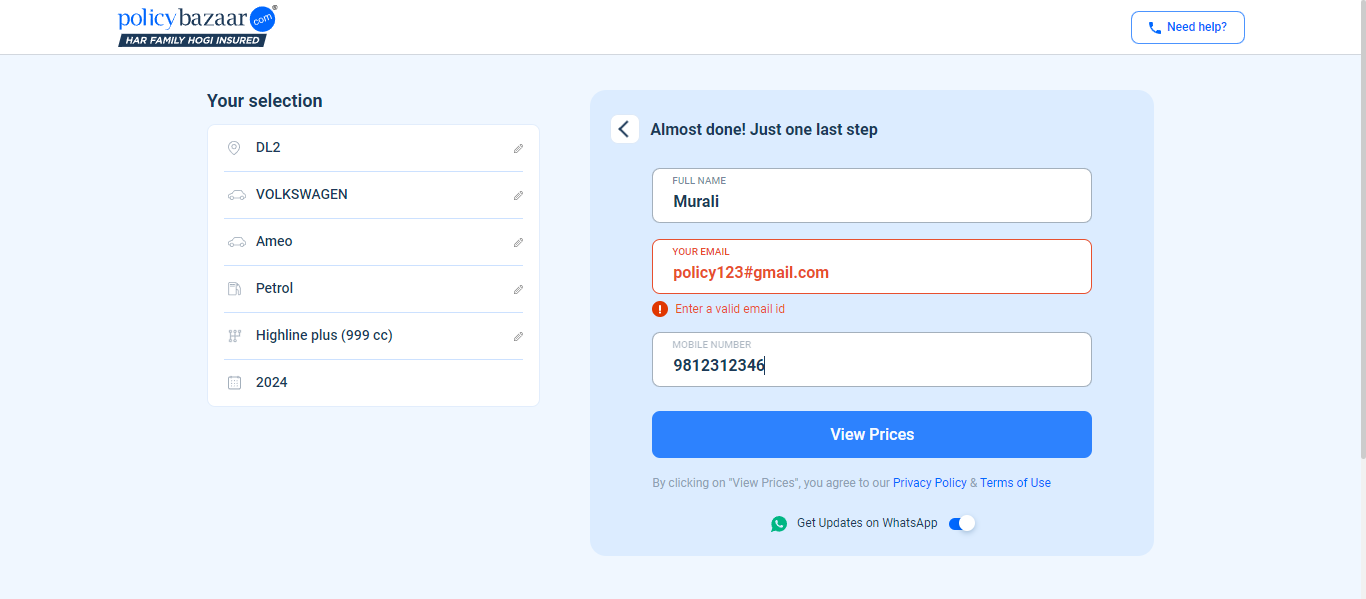 policybazaar.com
HAR FAMILY HOGI INSURED
Need help?
Your selection
DL2
VOLKSWAGEN
Ameo
Petrol
Highline plus (999 cc)
2024
Almost done! Just one last step
FULL NAME
Murali
YOUR EMAIL
policy123#gmail.com
Enter a valid email id
MOBILE NUMBER
9812312346
View Prices
By clicking on "View Prices", you agree to our Privacy Policy & Terms of Use
Get Updates on WhatsApp